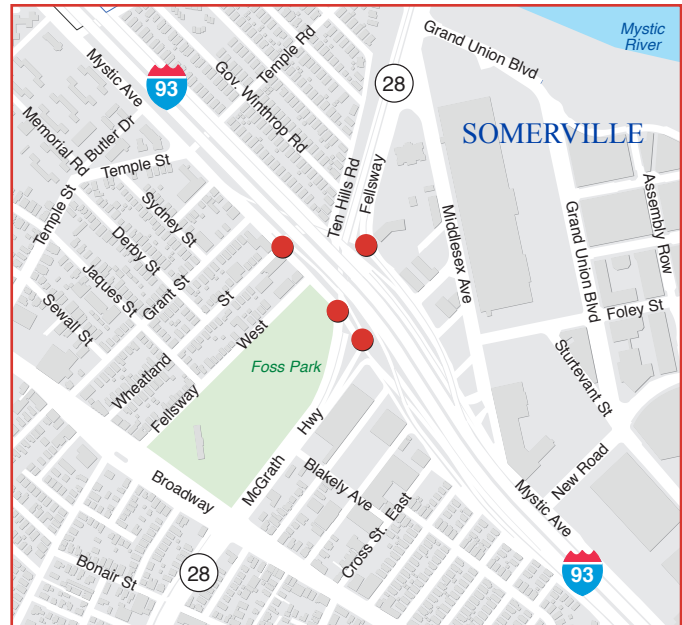 Mystic
River
Grand Union Blvd
Temple Rd
Mystic Ave
93
Gov. Winthrop Rd
28
SOMERVILLE
Memorial Rd
Butler Dr
Temple St
Temple St
Sydney St
Derby St
Jaques St
Grant St
Sewall St
Ten Hills Rd
Fellsway
Middlesex Ave
Grand Union Blvd
Assembly Row
Foley St
Sturtevant St
Wheatland St
Fellsway West
Foss Park
McGrath Hwy
Broadway
Blakely Ave
Cross St. East
New Road
Mystic Ave
Bonair St
28
93